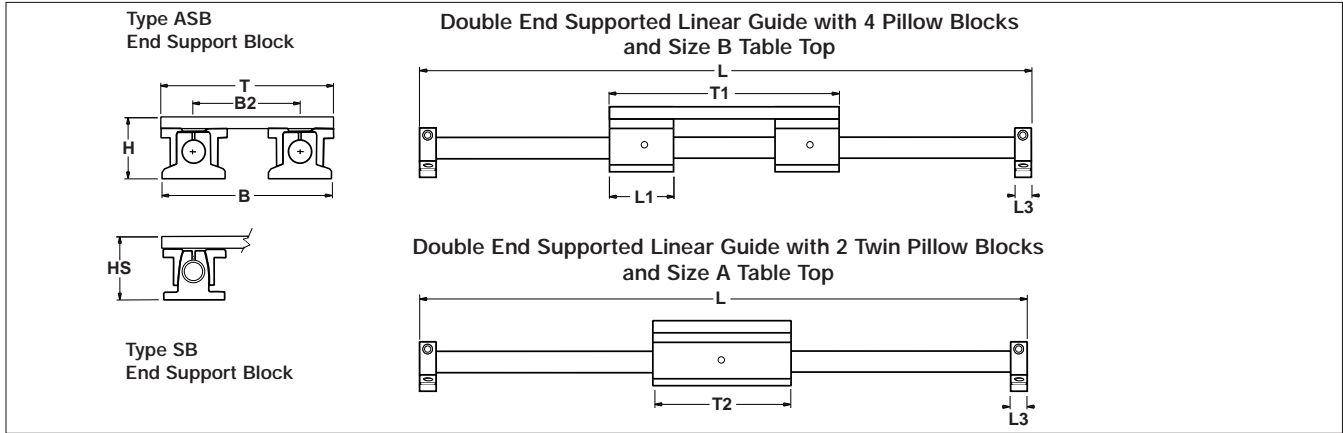 Type ASB
End Support Block
T
B2
H
B
HS
Type SB
End Support Block
Double End Supported Linear Guide with 4 Pillow Blocks
and Size B Table Top
L
T1
L1
L3
Double End Supported Linear Guide with 2 Twin Pillow Blocks
and Size A Table Top
L
T2
L3